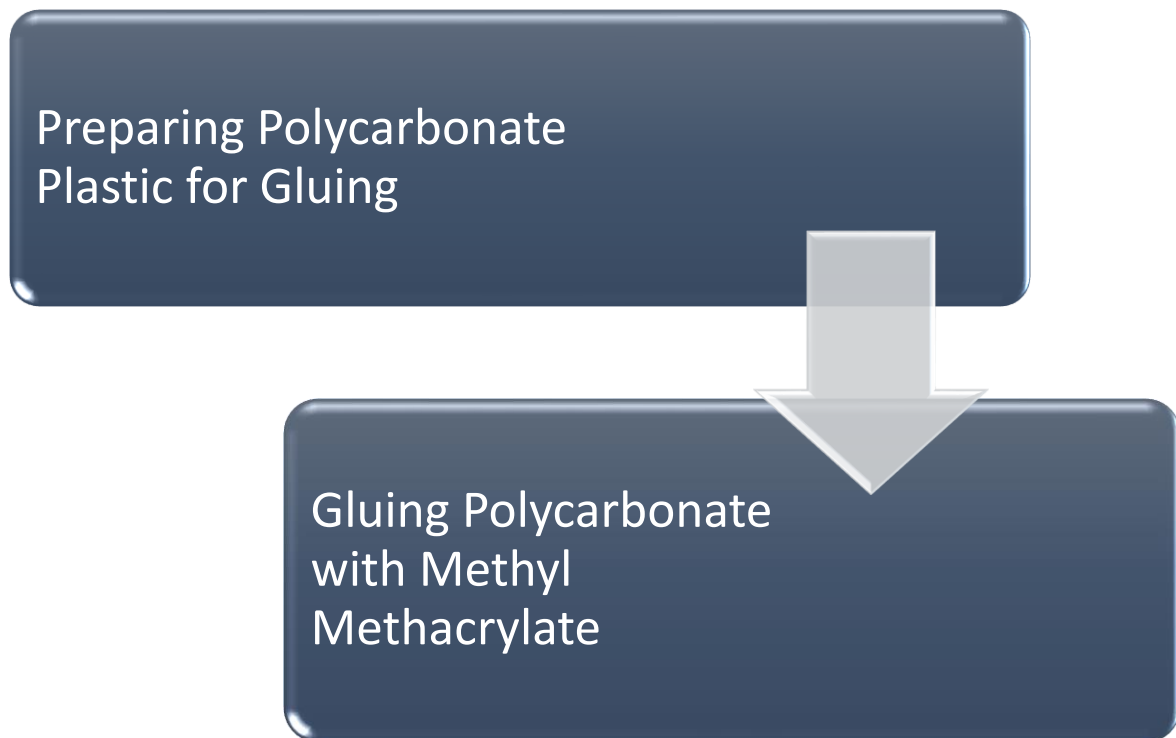 Preparing Polycarbonate
Plastic for Gluing
Gluing Polycarbonate
with Methyl
Methacrylate